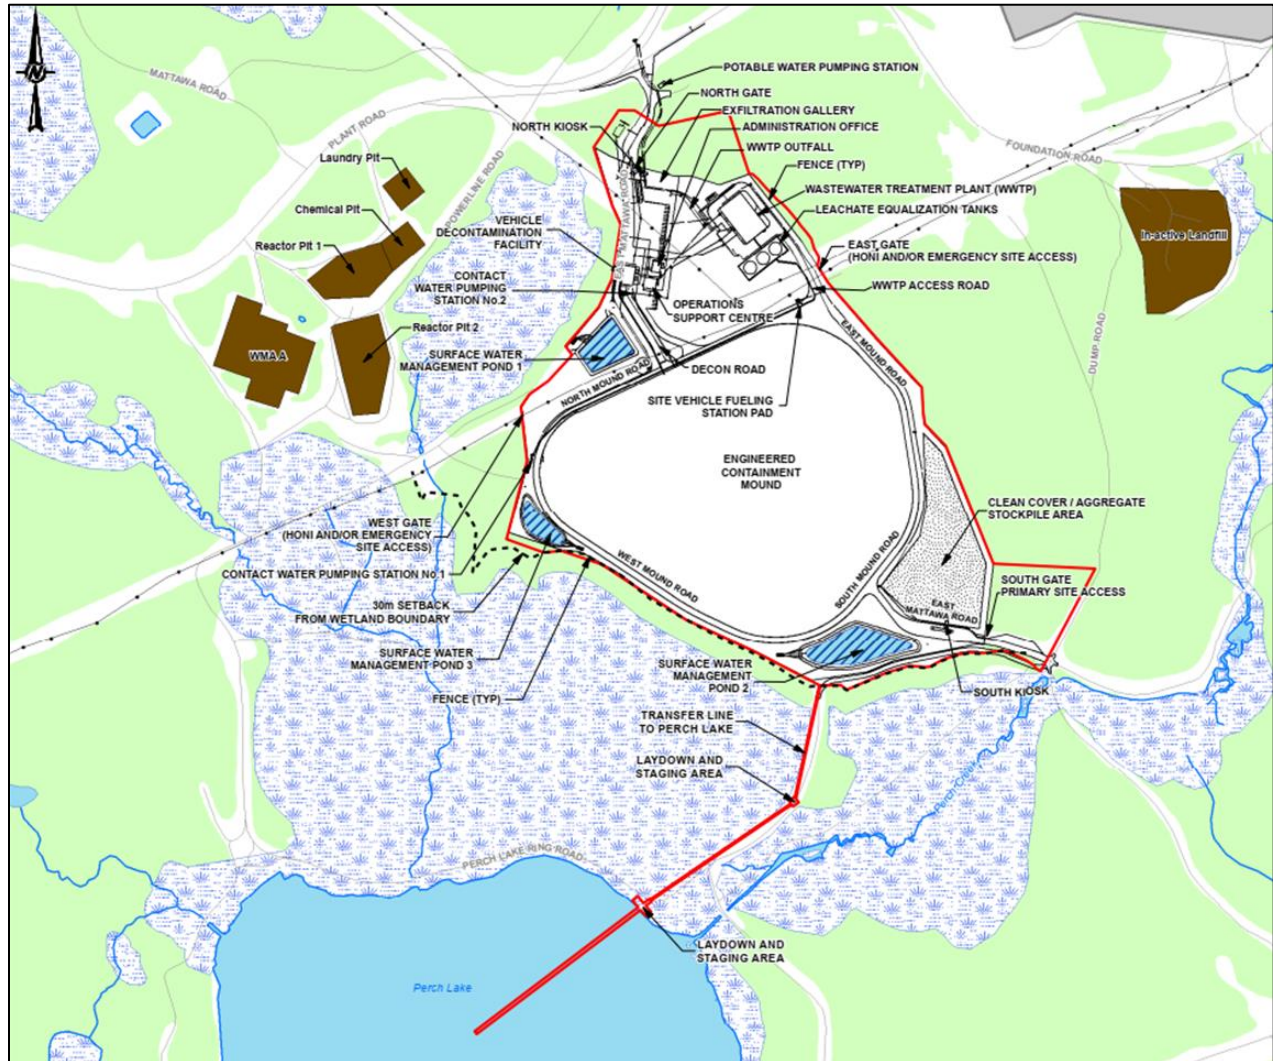 N
MATTAWA ROAD
PLANT ROAD
POWERLINE ROAD
FOUNDATION ROAD
DUMP ROAD
POTABLE WATER PUMPING STATION
NORTH GATE
EXFILTRATION GALLERY
NORTH KIOSK
ADMINISTRATION OFFICE
WWTP OUTFALL
FENCE (TYP)
WASTEWATER TREATMENT PLANT (WWTP)
LEACHATE EQUALIZATION TANKS
EAST GATE
(HONI AND/OR EMERGENCY SITE ACCESS)
WWTP ACCESS ROAD
Laundry Pit
Chemical Pit
Reactor Pit 1
Reactor Pit 2
WMA A
In-active Landfill
VEHICLE
DECONTAMINATION
FACILITY
EAST MATTAWA ROAD
CONTACT
WATER PUMPING
STATION No.2
OPERATIONS
SUPPORT CENTRE
SURFACE WATER
MANAGEMENT POND 1
DECON ROAD
NORTH MOUND ROAD
EAST MOUND ROAD
SITE VEHICLE FUELING
STATION PAD
ENGINEERED
CONTAINMENT
MOUND
CLEAN COVER / AGGREGATE
STOCKPILE AREA
WEST GATE
(HONI AND/OR EMERGENCY
SITE ACCESS)
CONTACT WATER PUMPING STATION No.1
WEST MOUND ROAD
SOUTH MOUND ROAD
SOUTH GATE
PRIMARY SITE ACCESS
EAST
MATTAWA ROAD
30m SETBACK
FROM WETLAND BOUNDARY
SURFACE WATER
MANAGEMENT POND 3
FENCE (TYP)
SURFACE WATER
MANAGEMENT
POND 2
SOUTH KIOSK
TRANSFER LINE
TO PERCH LAKE
LAYDOWN AND
STAGING AREA
Perch Creek
PERCH LAKE RING ROAD
LAYDOWN AND
STAGING AREA
Perch Lake